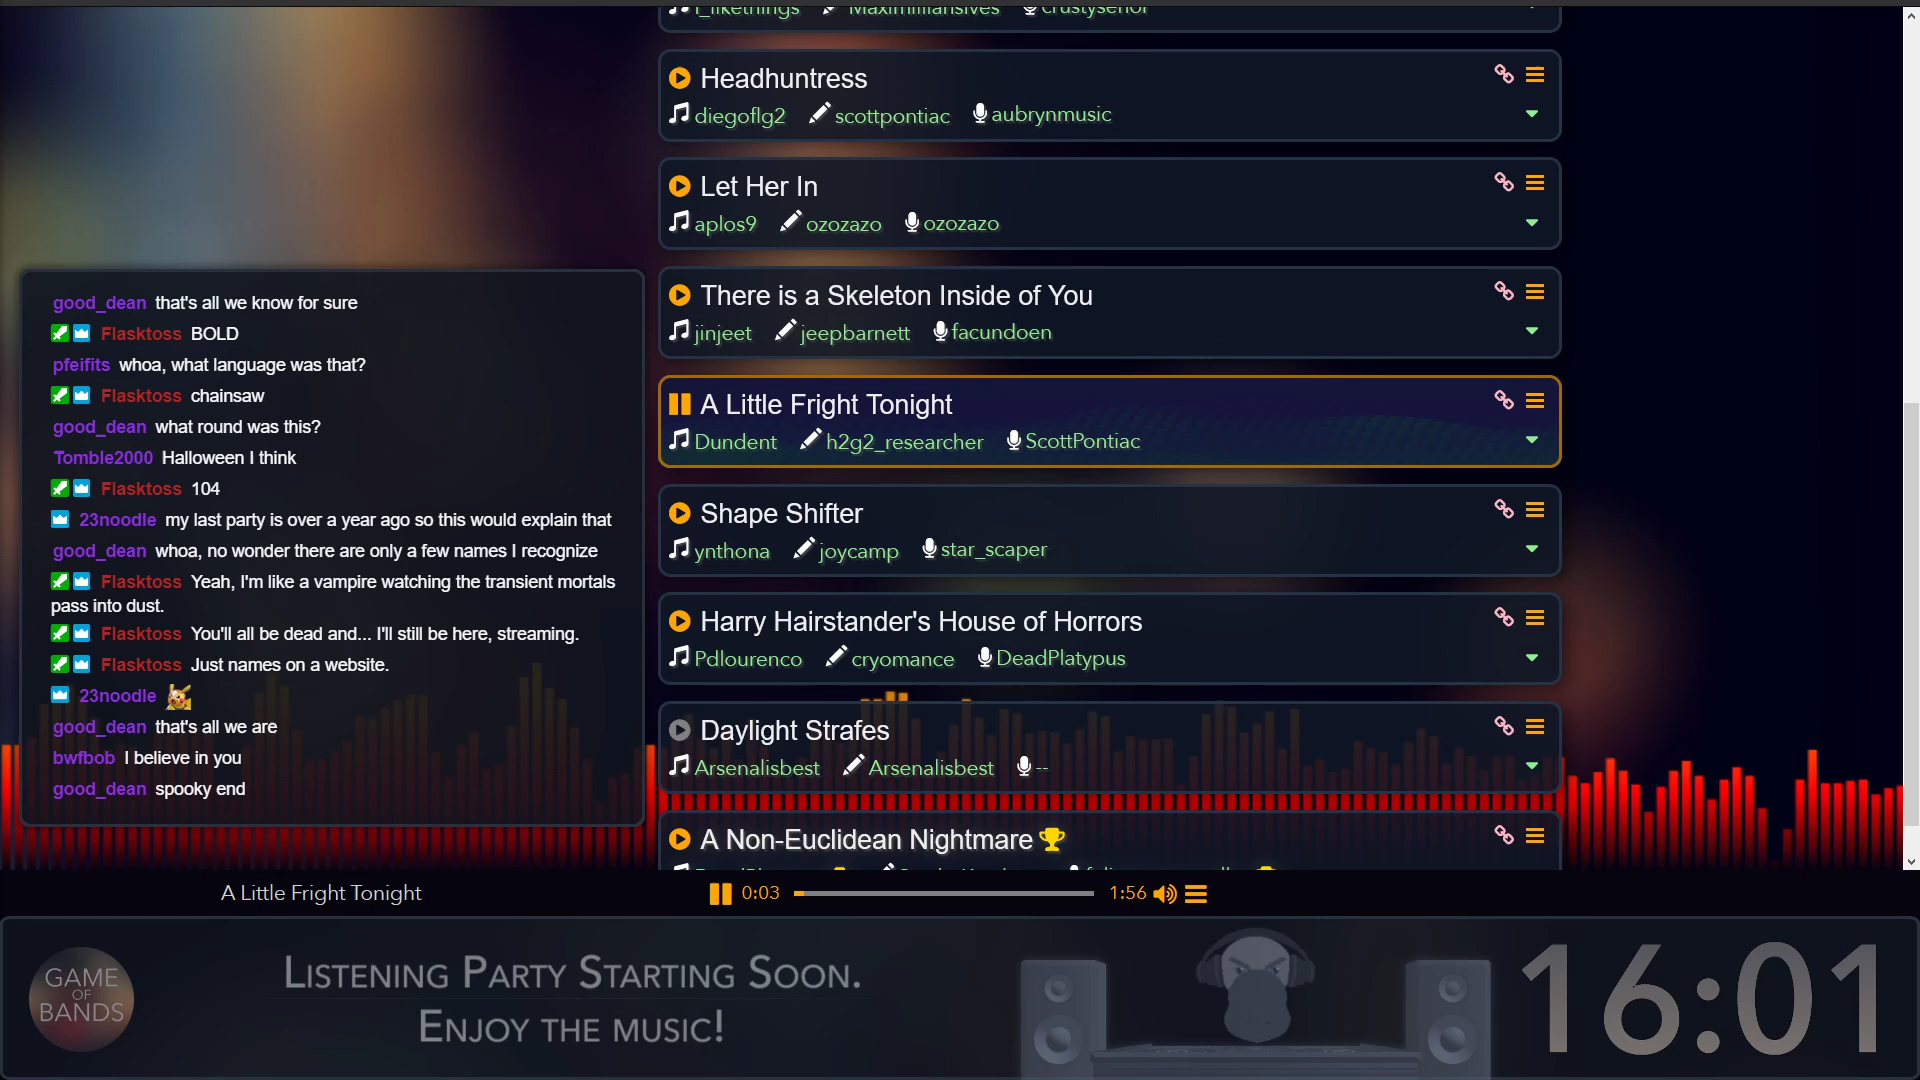 i_likethings Maximilliansives crustysenor
Headhuntress
diegoflg2 scottpontiac aubrynmusic
Let Her In
aplos9 ozozazo ozozazo
There is a Skeleton Inside of You
jinjeet jeepbarnett facundoen
A Little Fright Tonight
Dundent h2g2_researcher ScottPontiac
Shape Shifter
ynthona joycamp star_scaper
Harry Hairstander's House of Horrors
Pdlourenco cryomance DeadPlatypus
Daylight Strafes
Arsenalisbest Arsenalisbest --
A Non-Euclidean Nightmare
good_dean that's all we know for sure
Flasktoss BOLD
pfeifits whoa, what language was that?
Flasktoss chainsaw
good_dean what round was this?
Tomble2000 Halloween I think
Flasktoss 104
23noodle my last party is over a year ago so this would explain that
good_dean whoa, no wonder there are only a few names I recognize
Flasktoss Yeah, I'm like a vampire watching the transient mortals
pass into dust.
Flasktoss You'll all be dead and... I'll still be here, streaming.
Flasktoss Just names on a website.
23noodle
good_dean that's all we are
bwfbob I believe in you
good_dean spooky end
A Little Fright Tonight 0:03 1:56
GAME
OF
BANDS
Listening Party Starting Soon.
Enjoy the music!
16:01